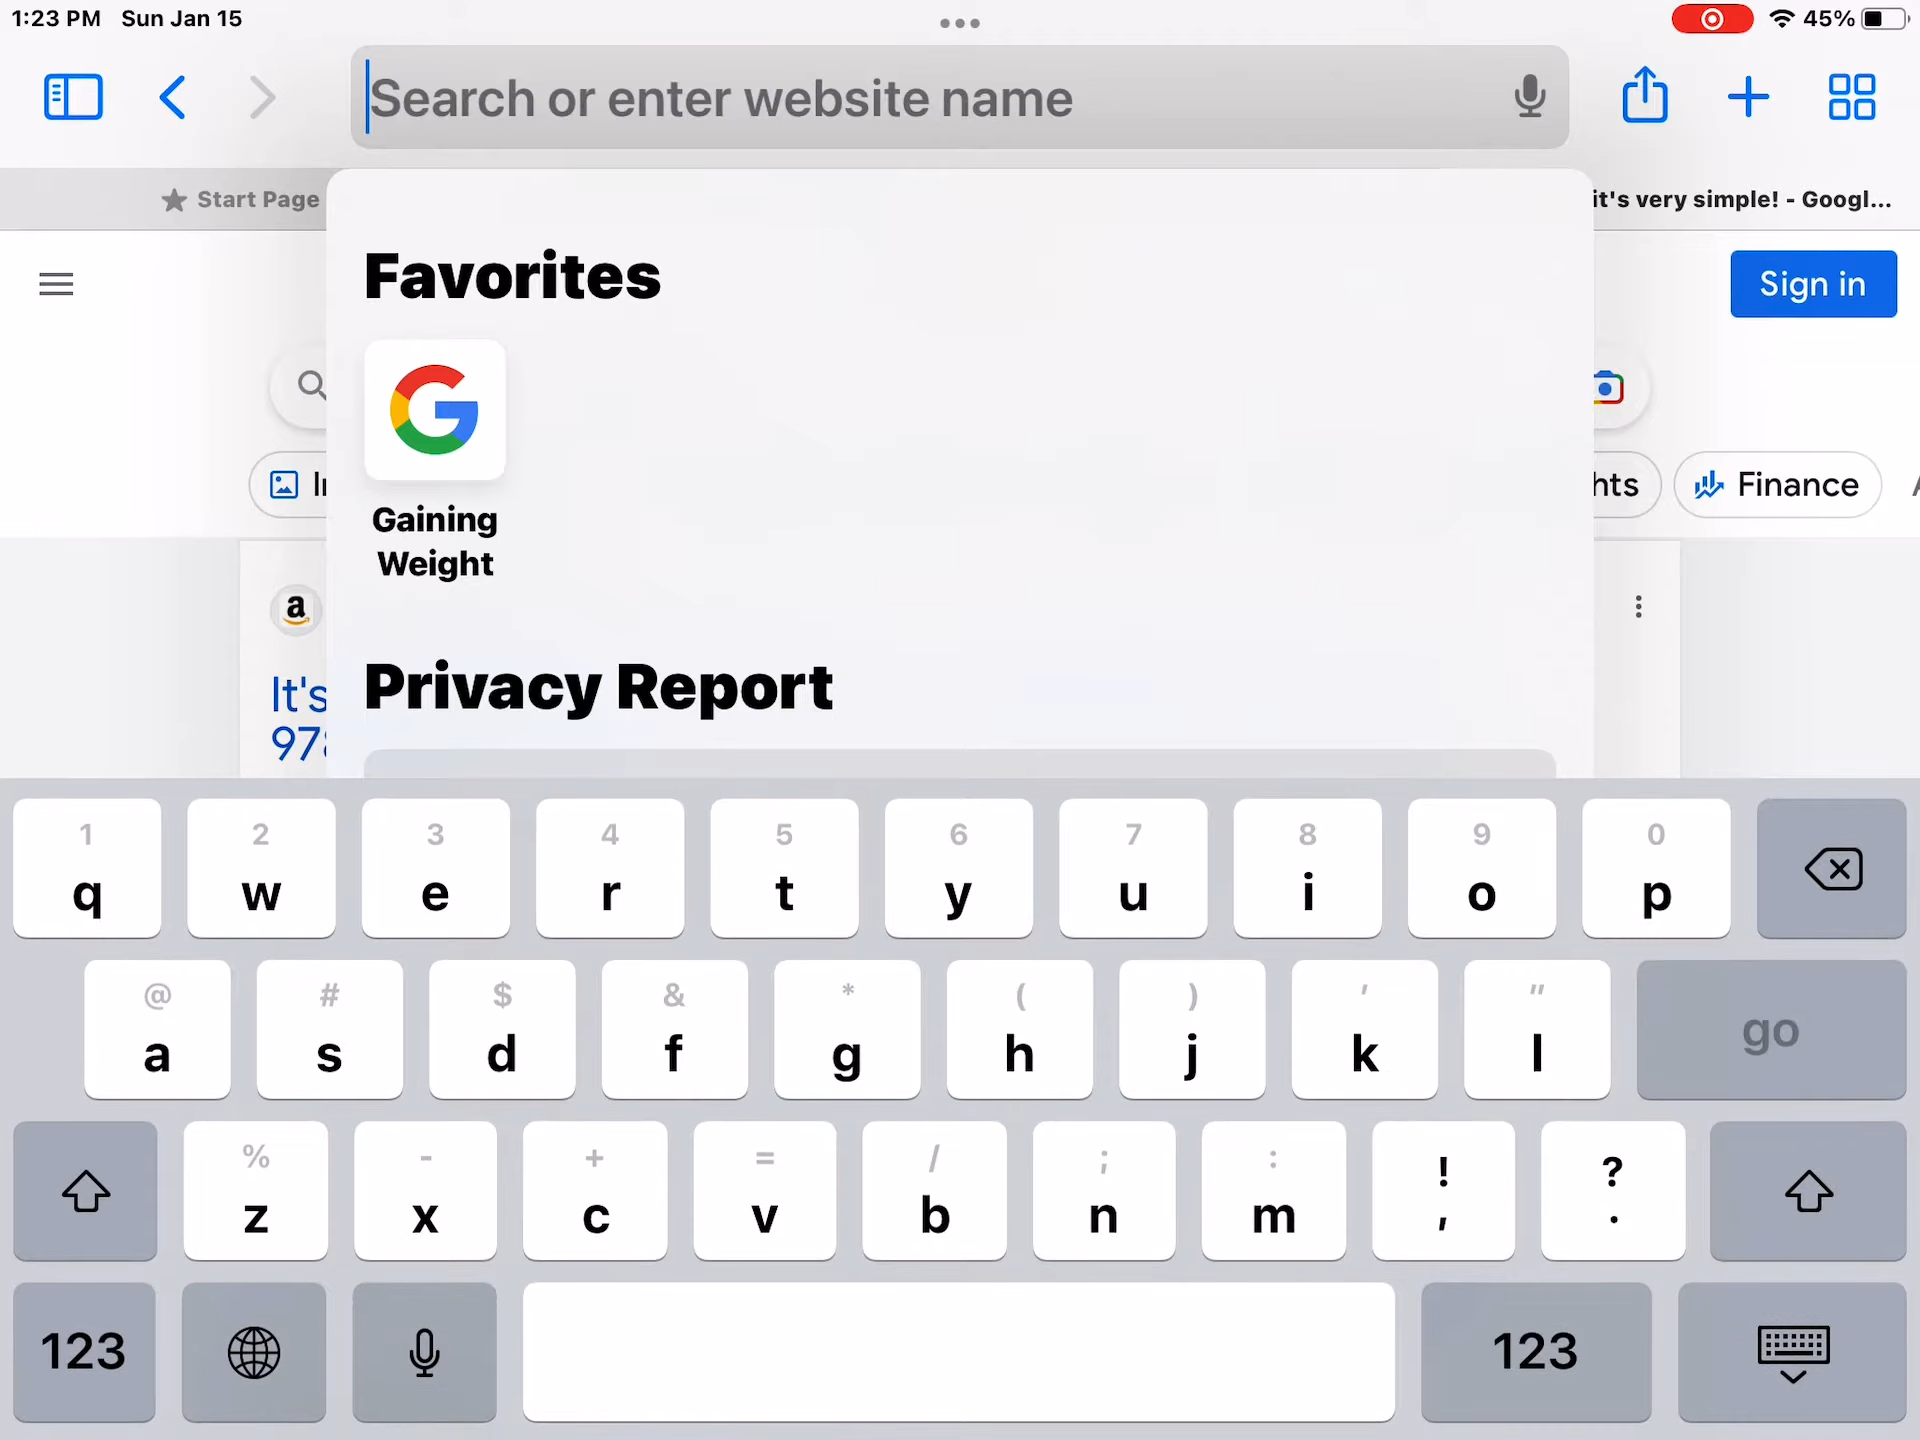 1:23 PM Sun Jan 15
45%
Search or enter website name
Start Page
it's very simple! - Googl...
Favorites
Sign in
Gaining
Weight
hts
Finance
a
It's
Privacy Report
978
1 2 3 4 5 6 7 8 9 0
q w e r t y u i o p
@ # $ & * ( ) ' "
a s d f g h j k l go
% - + = / ; : ! ?
z x c v b n m , .
123 123